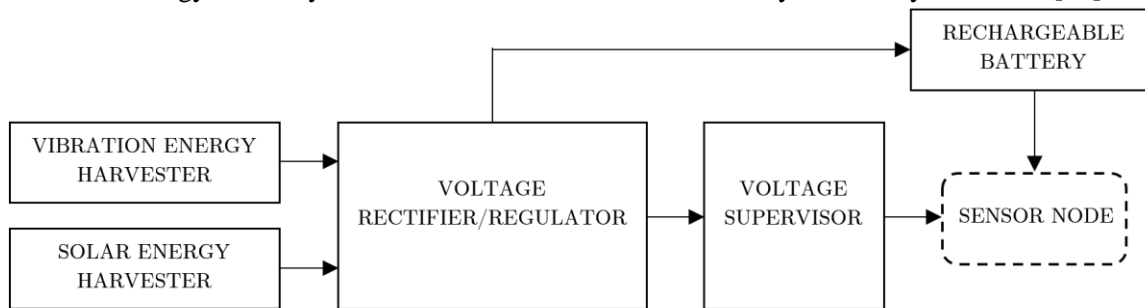 RECHARGEABLE
BATTERY
VIBRATION ENERGY
HARVESTER
VOLTAGE
RECTIFIER/REGULATOR
VOLTAGE
SUPERVISOR
SENSOR NODE
SOLAR ENERGY
HARVESTER